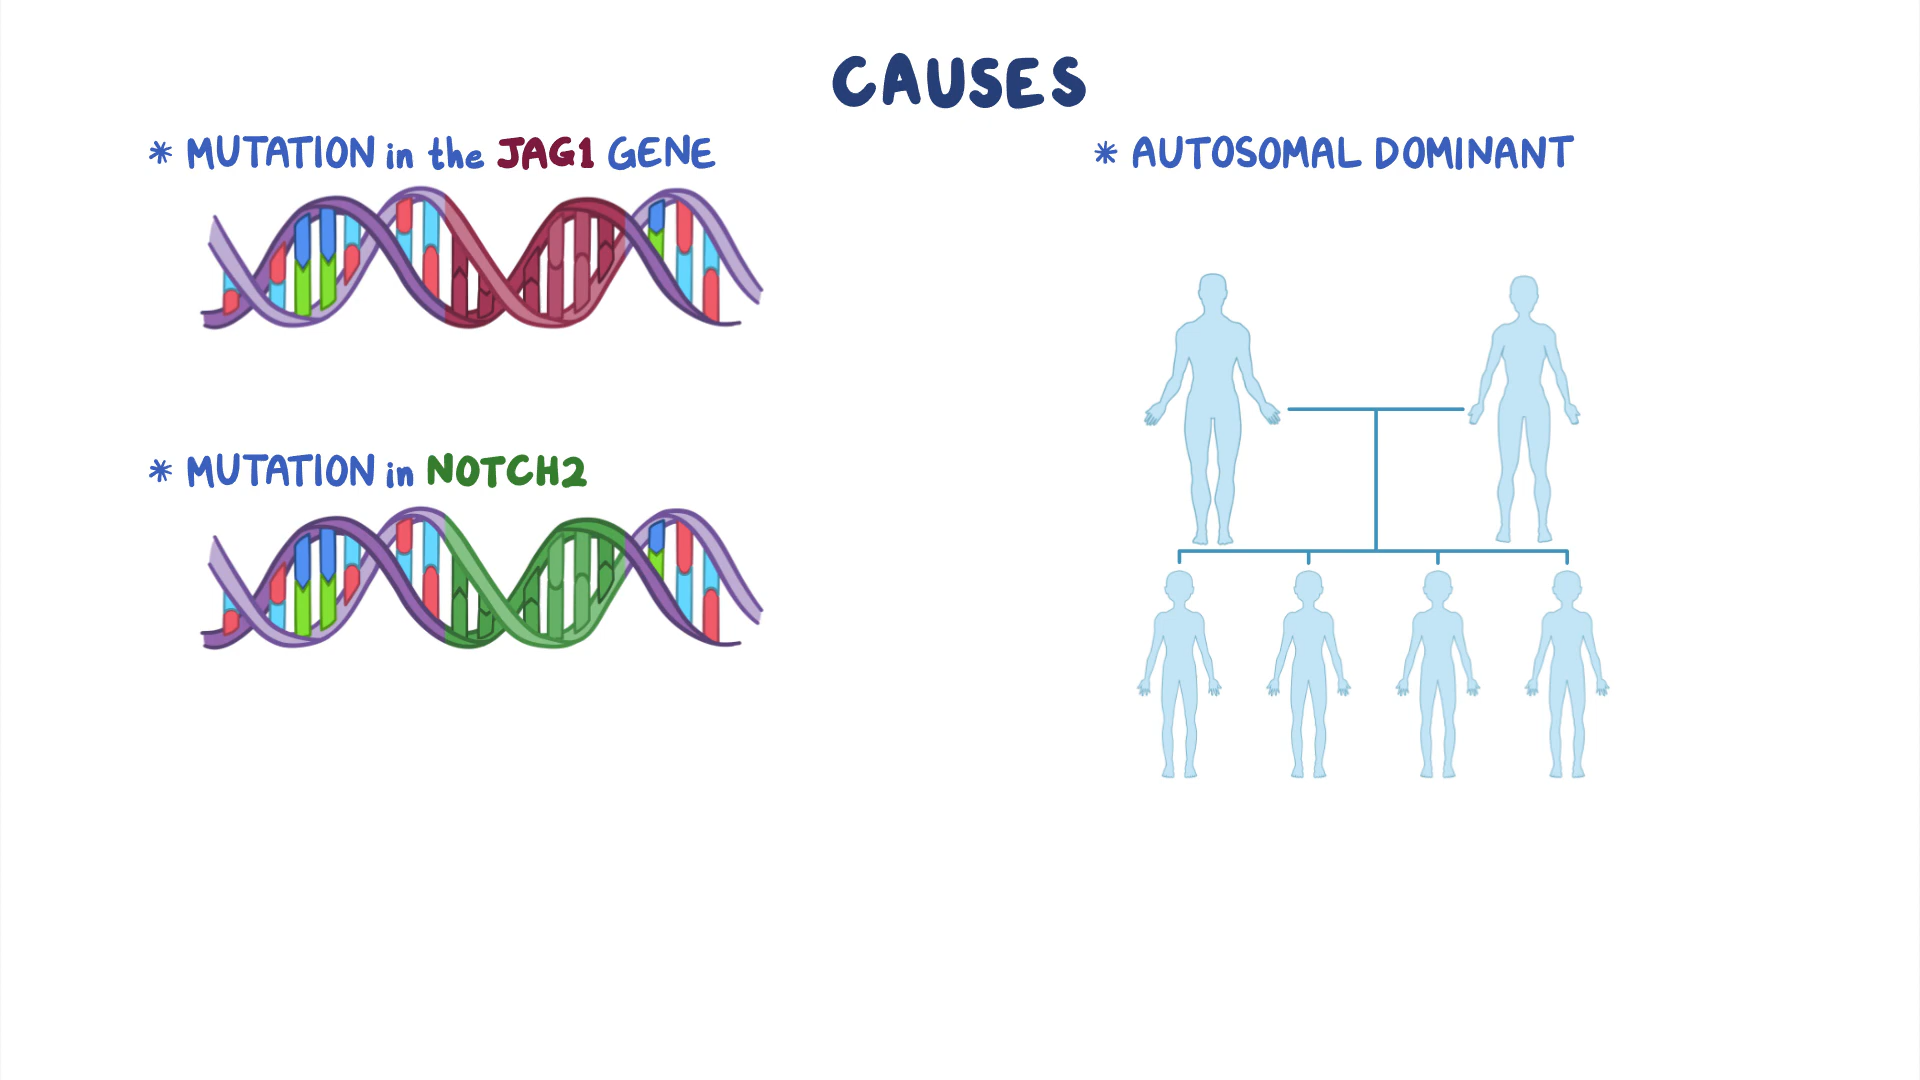 CAUSES
* MUTATION in the JAG1 GENE
* AUTOSOMAL DOMINANT
* MUTATION in NOTCH2